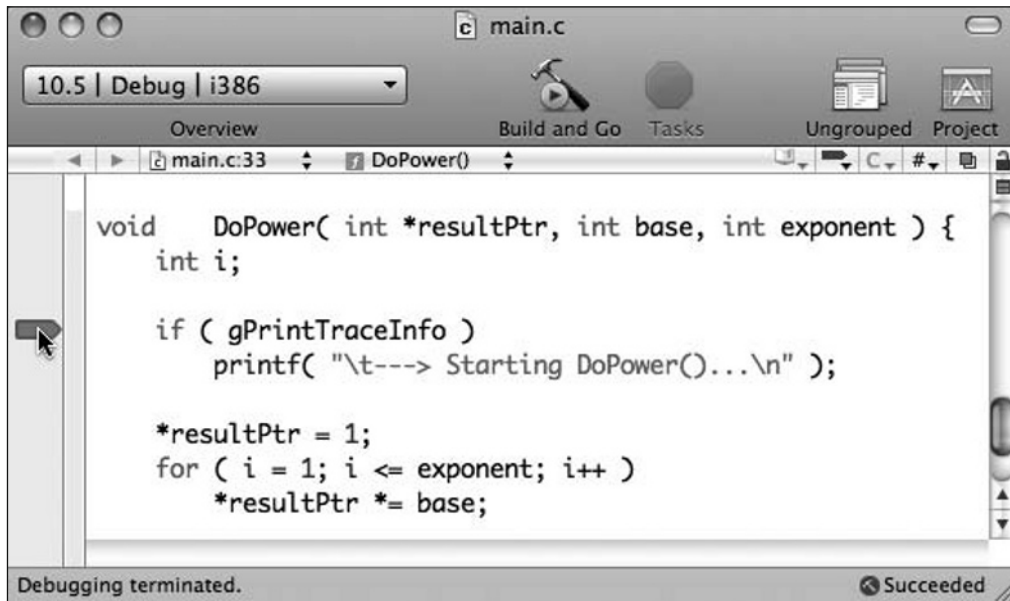 main.c
10.5 | Debug | i386
Overview
Build and Go
Tasks
Ungrouped
Project
main.c:33
DoPower()
C
#
void DoPower( int *resultPtr, int base, int exponent ) {
int i;
if ( gPrintTraceInfo )
printf( "\t---> Starting DoPower()...\n" );
*resultPtr = 1;
for ( i = 1; i <= exponent; i++ )
*resultPtr *= base;
Debugging terminated.
Succeeded